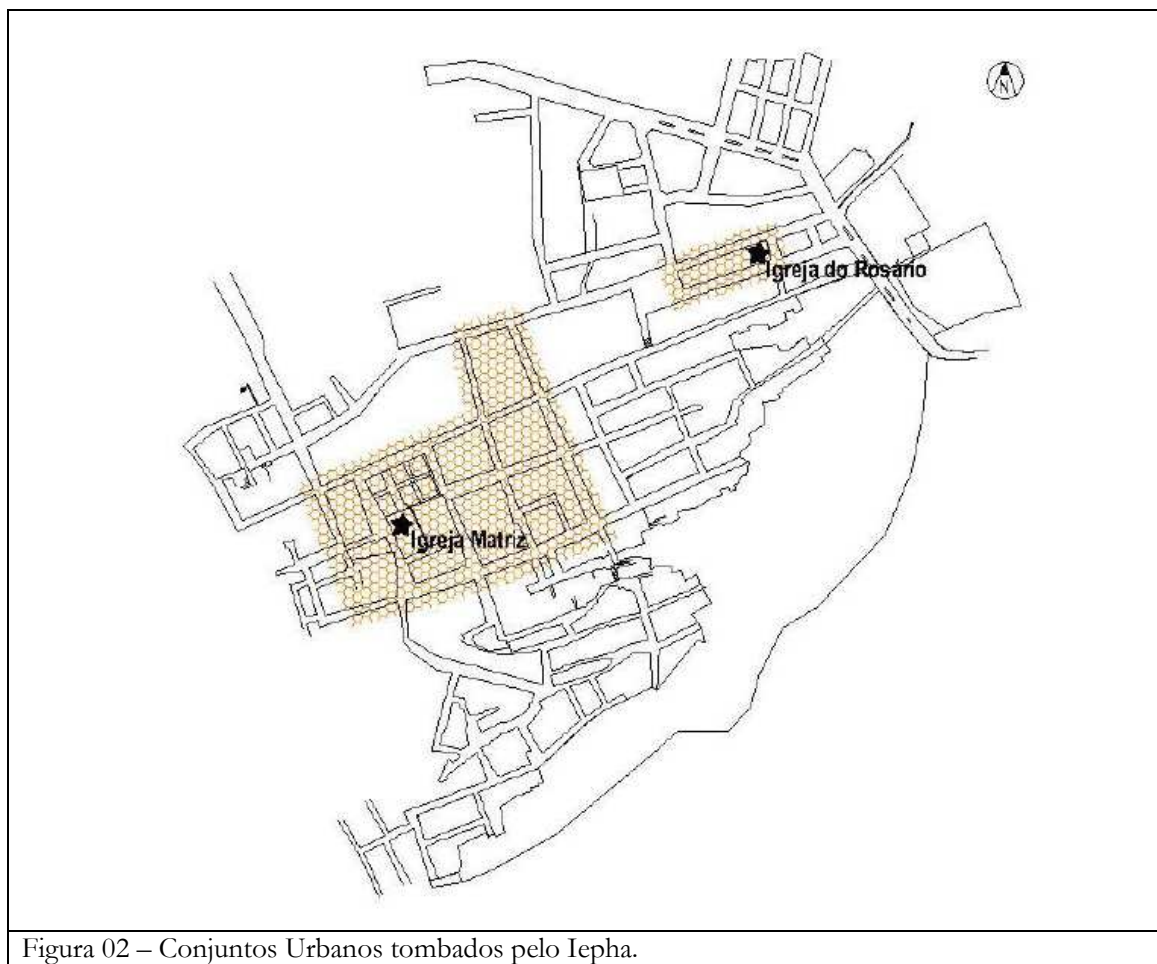 N
Igreja do Rosário
Igreja Matriz
Figura 02 – Conjuntos Urbanos tombados pelo Iepha.